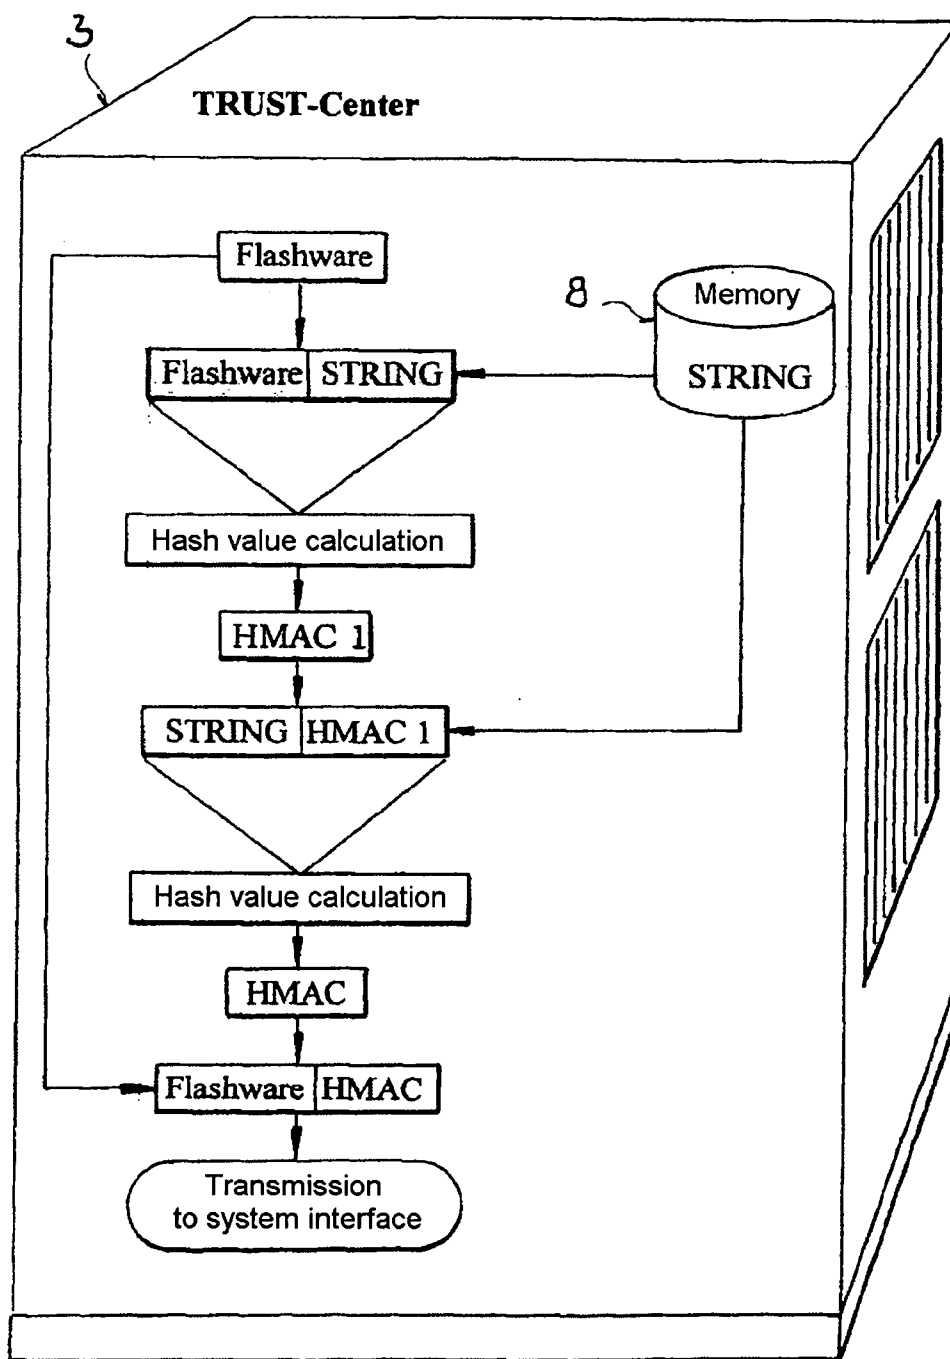 3
TRUST-Center
Flashware
8
Memory
STRING
Flashware STRING
Hash value calculation
HMAC 1
STRING HMAC 1
Hash value calculation
HMAC
Flashware HMAC
Transmission
to system interface